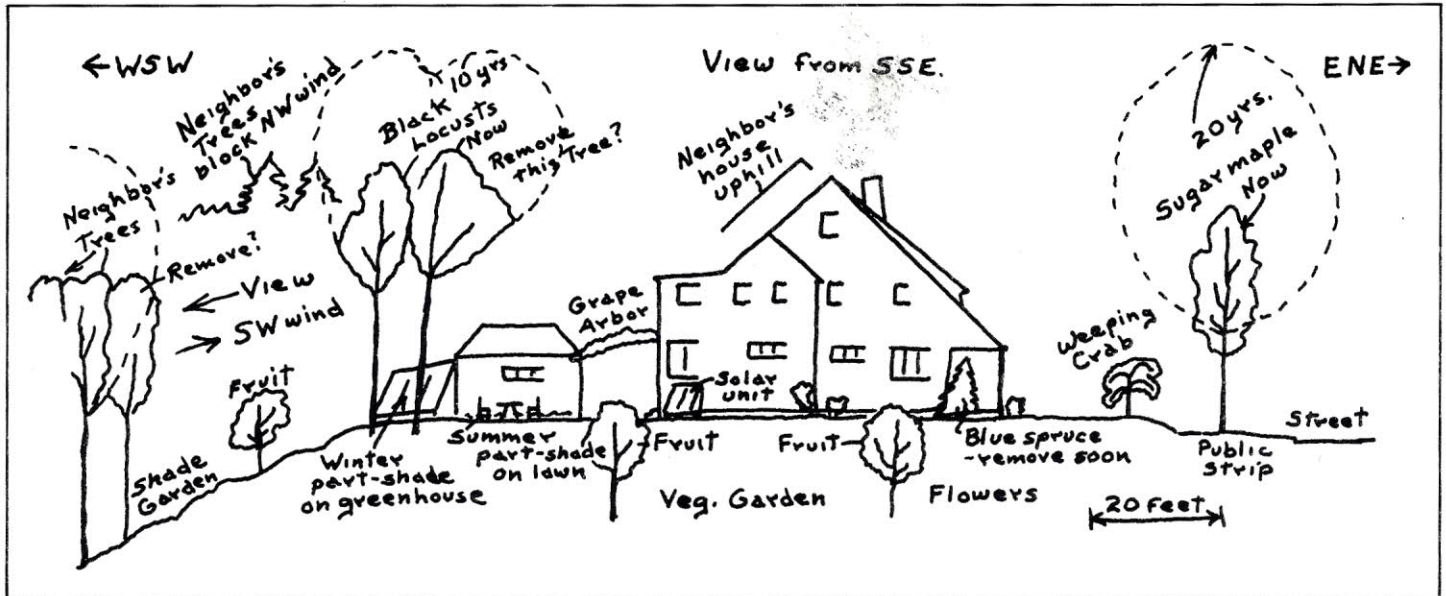 ←WSW
View from SSE.
ENE→
Neighbor's
Trees
block NW wind
10 yrs
Black
Locusts
Now
Remove
this Tree?
Neighbor's
house
uphill
20 yrs.
Sugar maple
Now
Neighbor's
Trees
Remove?
View
SW wind
Grape
Arbor
Fruit
Solar
unit
Weeping
Crab
Street
Public
Strip
Shade
Garden
Winter
part-shade
on greenhouse
Summer
part-shade
on lawn
Fruit
Fruit
Blue spruce
-remove soon
Veg. Garden
Flowers
20 Feet